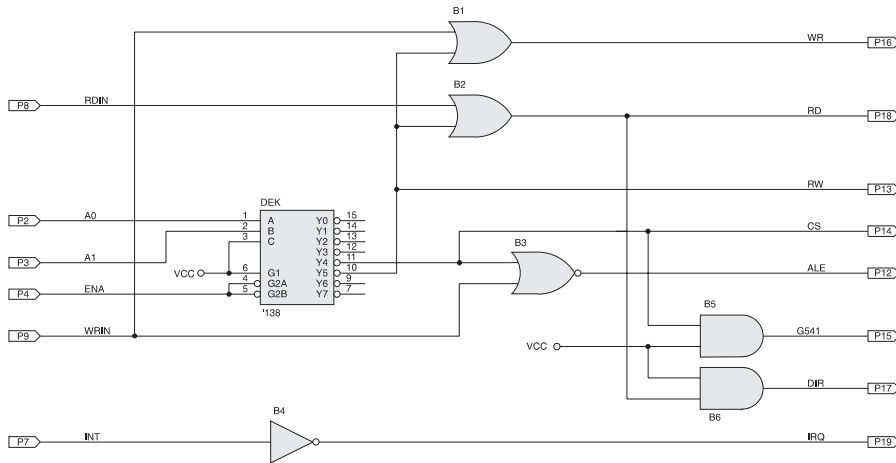 B1
WR
P16
B2
P8
RDIN
RD
P18
RW
P13
DEK
P2
A0
1
A
Y0
15
2
B
Y1
14
CS
P14
3
C
Y2
13
Y3
12
B3
P3
A1
Y4
11
VCC
6
G1
Y5
10
ALE
P12
4
G2A
Y6
9
P4
ENA
5
G2B
Y7
7
'138
B5
P9
WRIN
G541
P15
VCC
DIR
P17
B6
B4
P7
INT
IRQ
P19